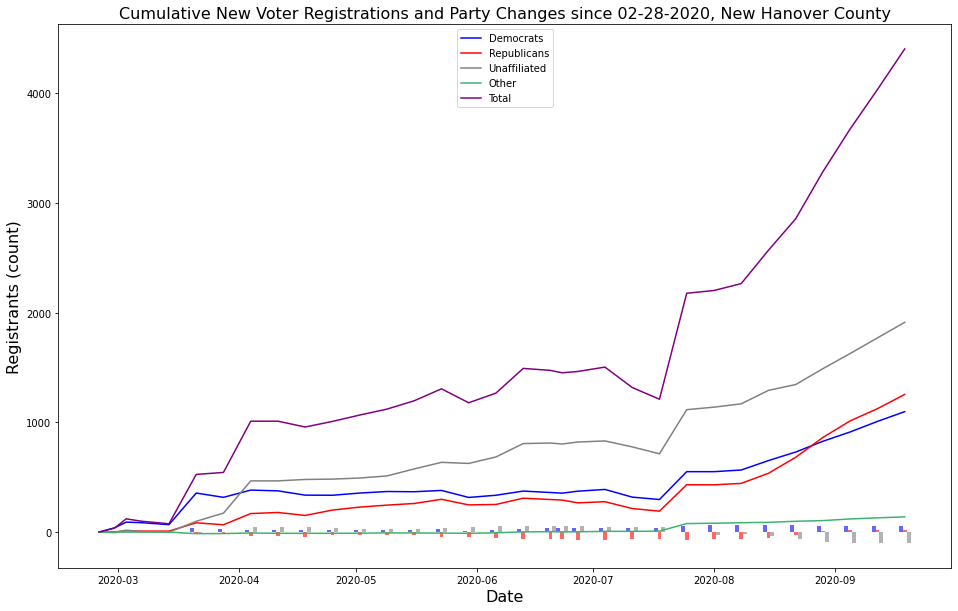 Cumulative New Voter Registrations and Party Changes since 02-28-2020, New Hanover County
Democrats
Republicans
Unaffiliated
Other
Total
Registrants (count)
4000
3000
2000
1000
0
2020-03
2020-04
2020-05
2020-06
2020-07
2020-08
2020-09
Date